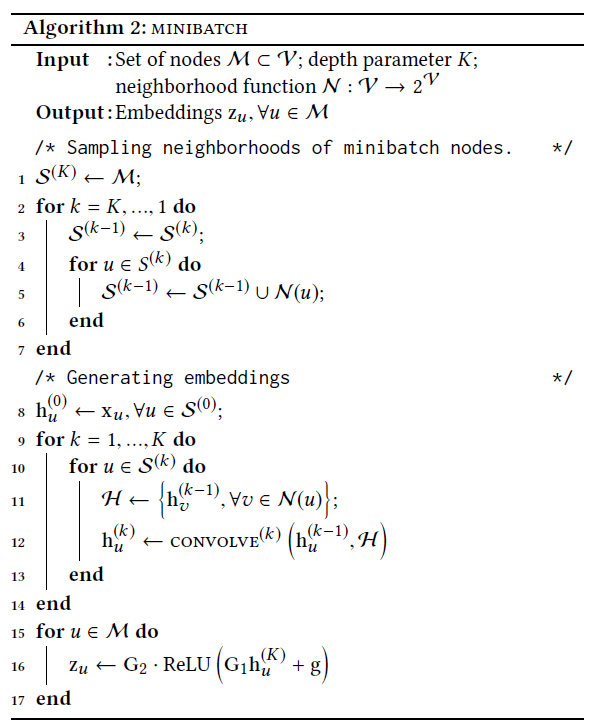 Algorithm 2: MINIBATCH
Input :Set of nodes ℳ ⊂ 𝒱; depth parameter K;
neighborhood function 𝒩 : 𝒱 → 2^𝒱
Output:Embeddings z_u, ∀u ∈ ℳ
/* Sampling neighborhoods of minibatch nodes. */
1 𝒮^(K) ← ℳ;
2 for k = K, ..., 1 do
3 𝒮^(k−1) ← 𝒮^(k);
4 for u ∈ S^(k) do
5 𝒮^(k−1) ← 𝒮^(k−1) ∪ 𝒩(u);
6 end
7 end
/* Generating embeddings */
8 h_u^(0) ← x_u, ∀u ∈ 𝒮^(0);
9 for k = 1, ..., K do
10 for u ∈ 𝒮^(k) do
11 ℋ ← {h_v^(k−1), ∀v ∈ 𝒩(u)};
12 h_u^(k) ← CONVOLVE^(k) (h_u^(k−1), ℋ)
13 end
14 end
15 for u ∈ ℳ do
16 z_u ← G_2 · ReLU (G_1 h_u^(K) + g)
17 end